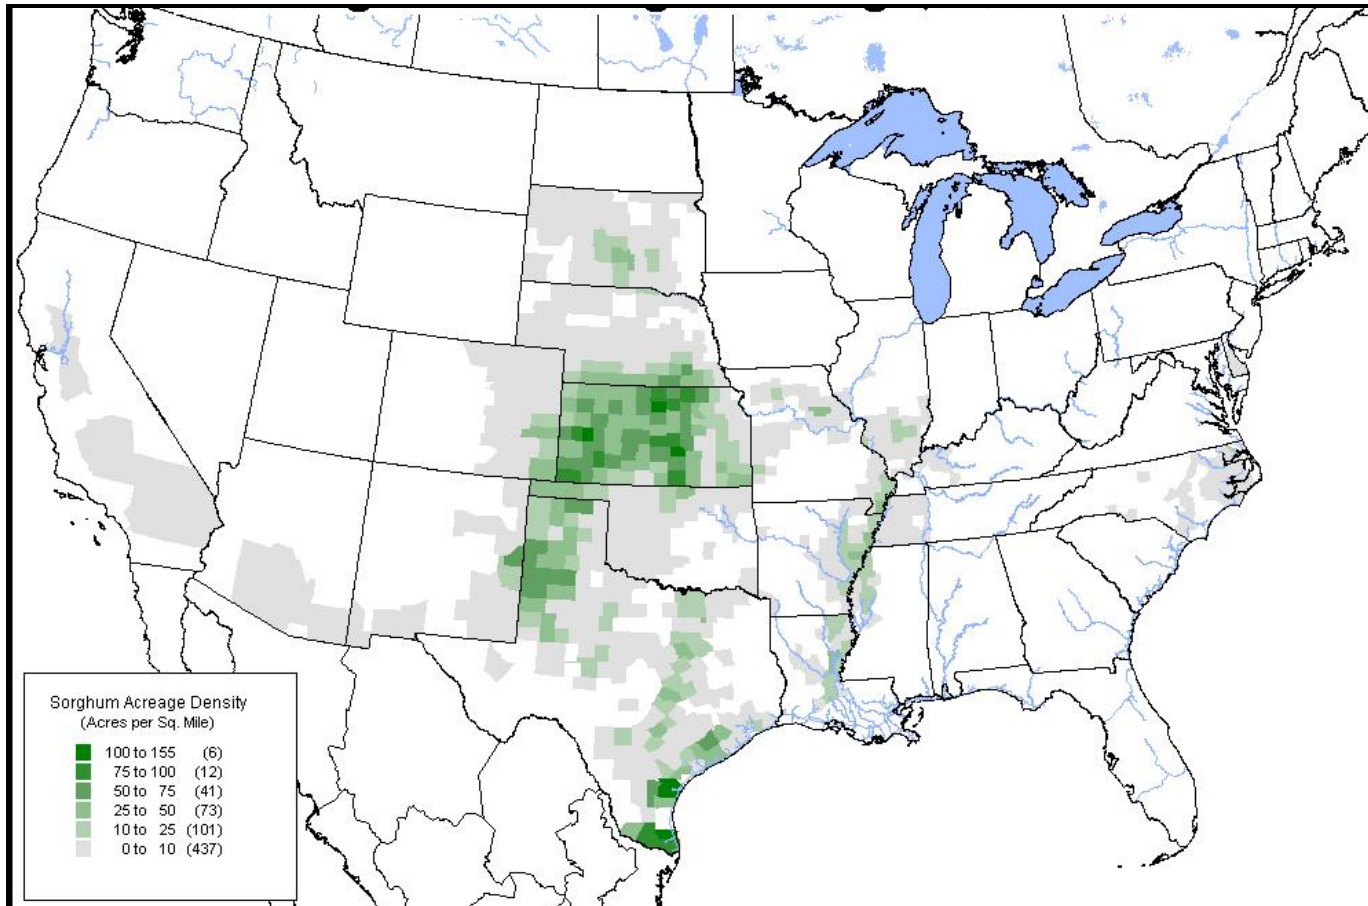 Sorghum Acreage Density
(Acres per Sq. Mile)
100 to 155 (6)
75 to 100 (12)
50 to 75 (41)
25 to 50 (73)
10 to 25 (101)
0 to 10 (437)